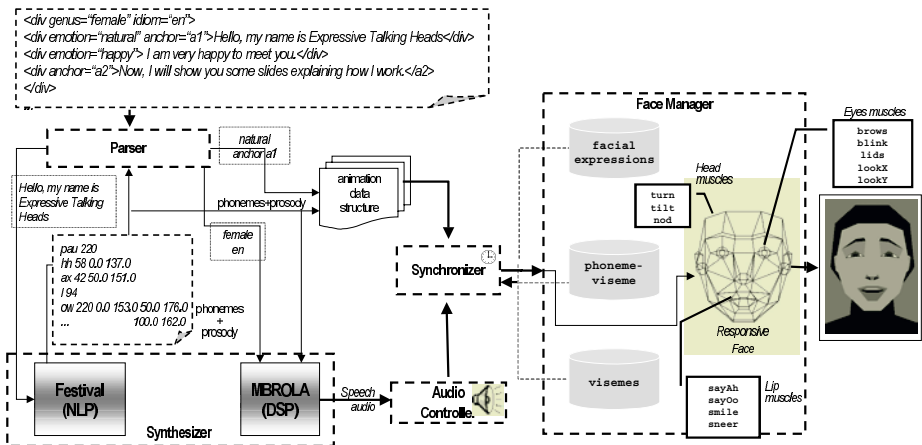 <div genus="female" idiom="en">
<div emotion="natural" anchor="a1">Hello, my name is Expressive Talking Heads</div>
<div emotion="happy"> I am very happy to meet you.</div>
<div anchor="a2">Now, I will show you some slides explaining how I work.</a2>
</div>
...
Parser
natural
anchor a1
Hello, my name is
Expressive Talking
Heads
phonemes+prosody
female
en
animation
data
structure
pau 220
hh 58 0.0 137.0
ax 42 50.0 151.0
l 94
ow 220 0.0 153.0 50.0 176.0
... 100.0 162.0
phonemes
+
prosody
Festival
(NLP)
MBROLA
(DSP)
Synthesizer
Speech
audio
Audio
Controlle.
Synchronizer
Face Manager
facial
expressions
phoneme-
viseme
visemes
Head
muscles
turn
tilt
nod
Responsive
Face
Eyes muscles
brows
blink
lids
lookX
lookY
sayAh
sayOo
smile
sneer
Lip
muscles